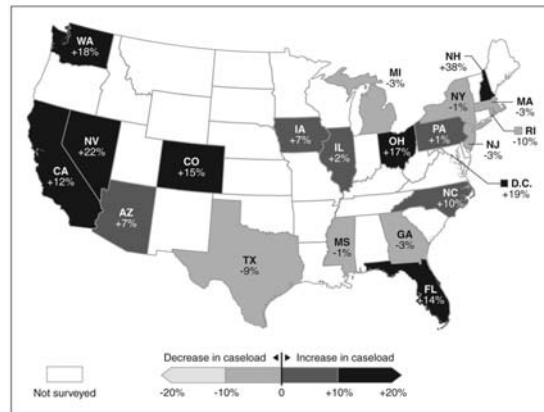 WA
+18%
MI
-3%
NH
+38%
NY
-1%
MA
-3%
RI
-10%
NJ
-3%
NV
+22%
CA
+12%
CO
+15%
IA
+7%
IL
+2%
OH
+17%
PA
+1%
D.C.
+19%
AZ
+7%
NC
+10%
TX
-9%
MS
-1%
GA
-3%
FL
+14%
Decrease in caseload
Increase in caseload
Not surveyed
-20% -10% 0 +10% +20%